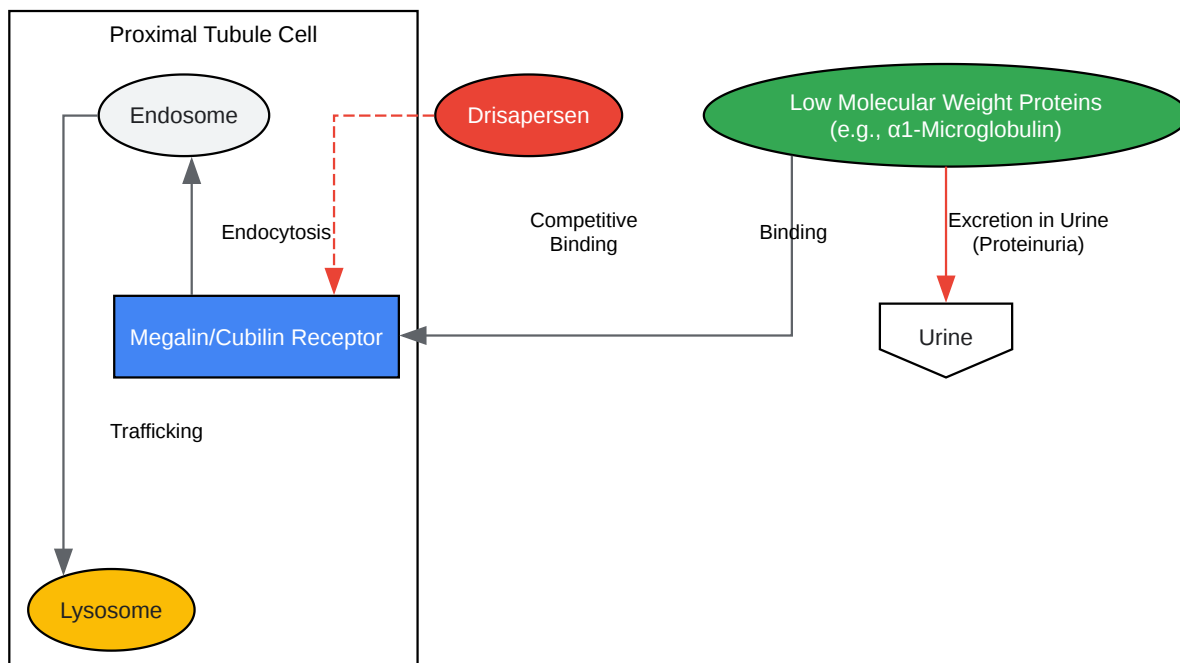 Proximal Tubule Cell
Endosome
Drisapersen
Low Molecular Weight Proteins
(e.g., α1-Microglobulin)
Endocytosis
Competitive
Binding
Binding
Excretion in Urine
(Proteinuria)
Megalin/Cubilin Receptor
Urine
Trafficking
Lysosome